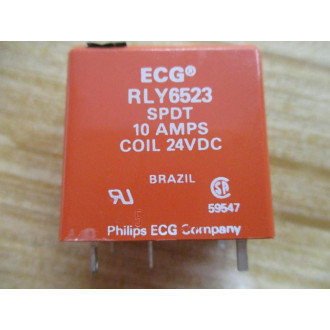 ECG®
RLY6523
SPDT
10 AMPS
COIL 24VDC
BRAZIL
59547
Philips ECG Company